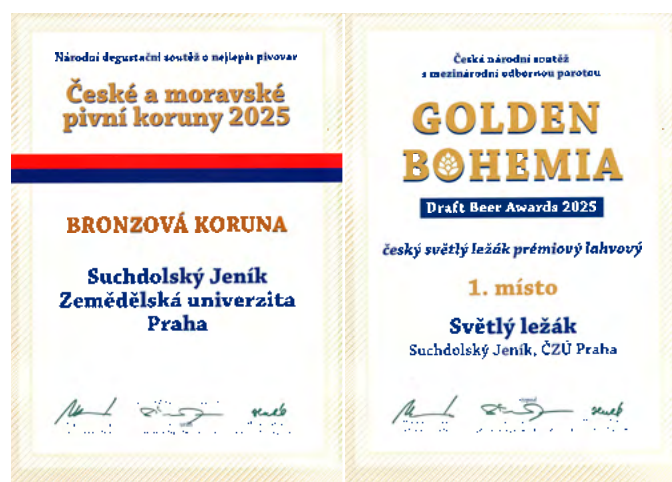 Národní degustační soutěž o nejlepší pivovar
České a moravské
pivní koruny 2025
BRONZOVÁ KORUNA
Suchdolský Jeník
Zemědělská univerzita
Praha
Česká národní soutěž
s mezinárodní odbornou porotou
GOLDEN
BOHEMIA
Draft Beer Awards 2025
český světlý ležák prémiový lahvový
1. místo
Světlý ležák
Suchdolský Jeník, ČZU Praha